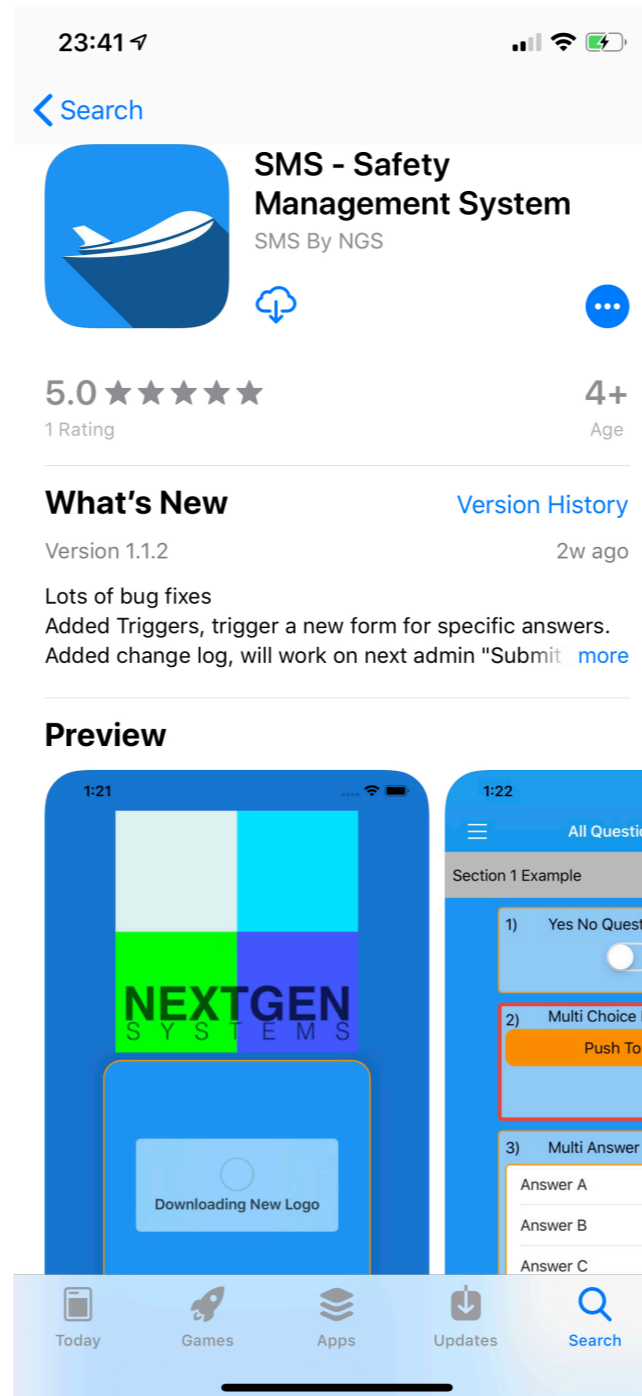 23:41
Search
SMS - Safety
Management System
SMS By NGS
5.0
4+
1 Rating
Age
What's New
Version History
Version 1.1.2
2w ago
Lots of bug fixes
Added Triggers, trigger a new form for specific answers.
Added change log, will work on next admin "Submit more
Preview
1:21
NEXTGEN
SYSTEMS
Downloading New Logo
1:22
All Questio
Section 1 Example
1) Yes No Quest
2) Multi Choice
Push To
3) Multi Answer
Answer A
Answer B
Answer C
Today
Games
Apps
Updates
Search